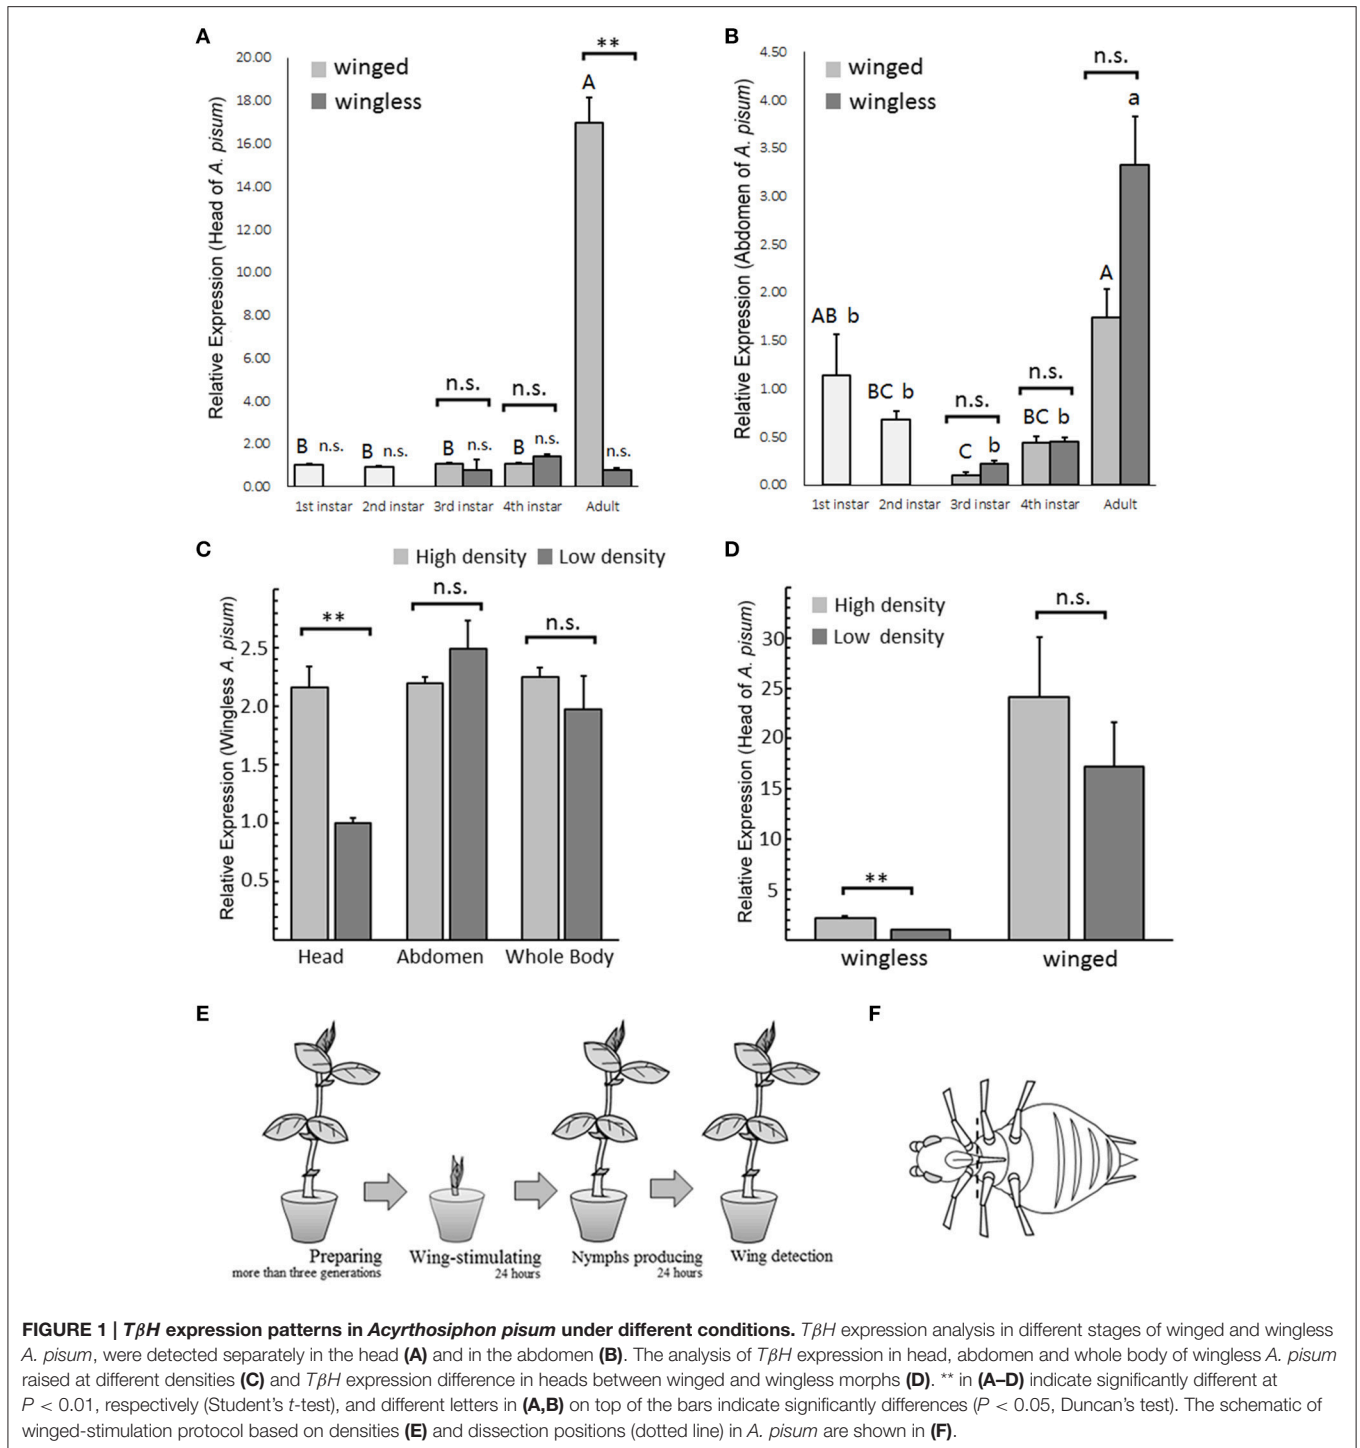 A
**
20.00
18.00
16.00
14.00
12.00
10.00
8.00
6.00
4.00
2.00
0.00
Relative Expression (Head of A. pisum)
winged
wingless
A
n.s.
n.s.
B n.s.
B n.s.
B n.s.
B n.s.
n.s.
1st instar 2nd instar 3rd instar 4th instar Adult
B
4.50
4.00
3.50
3.00
2.50
2.00
1.50
1.00
0.50
0.00
Relative Expression (Abdomen of A. pisum)
winged
wingless
n.s.
a
A
AB b
BC b
n.s.
C b
n.s.
BC b
1st instar 2nd instar 3rd instar 4th instar Adult
C
High density Low density
Relative Expression (Wingless A. pisum)
2.5
2.0
1.5
1.0
0.5
**
n.s.
n.s.
Head Abdomen Whole Body
D
High density
Low density
Relative Expression (Head of A. pisum)
30
25
20
15
10
5
**
n.s.
wingless winged
E
Preparing
more than three generations
Wing-stimulating
24 hours
Nymphs producing
24 hours
Wing detection
F
FIGURE 1 | TβH expression patterns in Acyrthosiphon pisum under different conditions. TβH expression analysis in different stages of winged and wingless
A. pisum, were detected separately in the head (A) and in the abdomen (B). The analysis of TβH expression in head, abdomen and whole body of wingless A. pisum
raised at different densities (C) and TβH expression difference in heads between winged and wingless morphs (D). ** in (A–D) indicate significantly different at
P < 0.01, respectively (Student's t-test), and different letters in (A,B) on top of the bars indicate significantly differences (P < 0.05, Duncan's test). The schematic of
winged-stimulation protocol based on densities (E) and dissection positions (dotted line) in A. pisum are shown in (F).